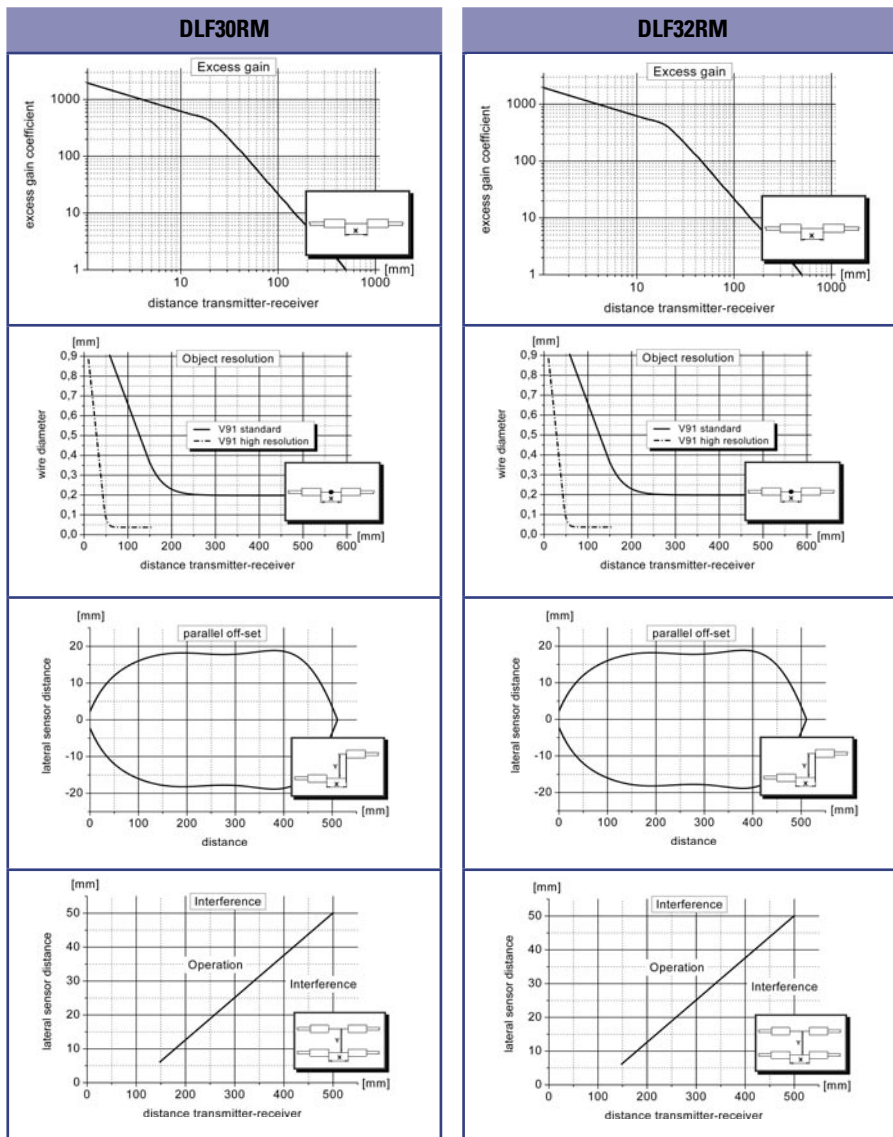 DLF30RM
Excess gain
excess gain coefficient
1000
100
10
1
10
100
1000
[mm]
X
distance transmitter-receiver
[mm]
Object resolution
wire diameter
0,9
0,8
0,7
0,6
0,5
0,4
0,3
0,2
0,1
0,0
V91 standard
V91 high resolution
X
0 100 200 300 400 500 600 [mm]
distance transmitter-receiver
[mm]
parallel off-set
lateral sensor distance
20
10
0
-10
-20
Y
X
0 100 200 300 400 500 [mm]
distance
[mm]
Interference
lateral sensor distance
50
40
30
20
10
0
Operation
Interference
Y
X
0 100 200 300 400 500 [mm]
distance transmitter-receiver
DLF32RM
Excess gain
excess gain coefficient
1000
100
10
1
10
100
1000
[mm]
X
distance transmitter-receiver
[mm]
Object resolution
wire diameter
0,9
0,8
0,7
0,6
0,5
0,4
0,3
0,2
0,1
0,0
V91 standard
V91 high resolution
X
0 100 200 300 400 500 600 [mm]
distance transmitter-receiver
[mm]
parallel off-set
lateral sensor distance
20
10
0
-10
-20
Y
X
0 100 200 300 400 500 [mm]
distance
[mm]
Interference
lateral sensor distance
50
40
30
20
10
0
Operation
Interference
Y
X
0 100 200 300 400 500 [mm]
distance transmitter-receiver